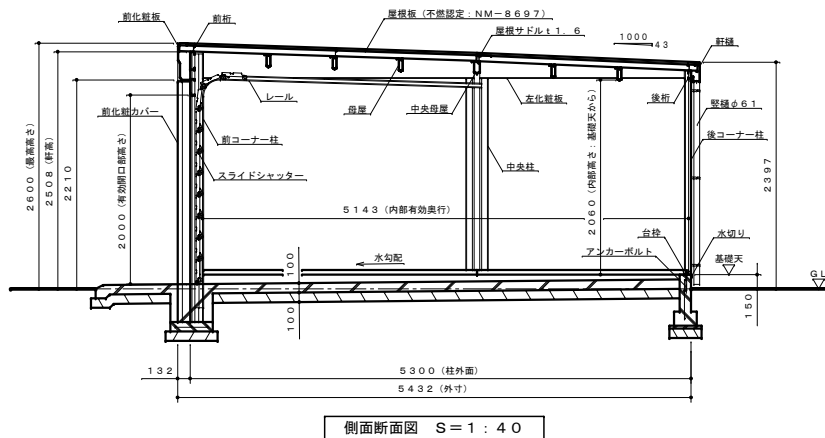 前化粧板
前桁
屋根板（不燃認定：NM−8697）
屋根サドルt1．6
1000
43
軒樋
レール
母屋
中央母屋
左化粧板
後桁
竪樋φ61
前化粧カバー
前コーナー柱
後コーナー柱
スライドシャッター
中央柱
2600（最高高さ）
2508（軒高）
2210
2000（有効開口部高さ）
5143（内部有効奥行）
2060（内部高さ：基礎天から）
2397
台枠
水切り
アンカーボルト
水勾配
基礎天
GL
100
100
150
132
5300（柱外面）
5432（外寸）
側面断面図　S＝1：40